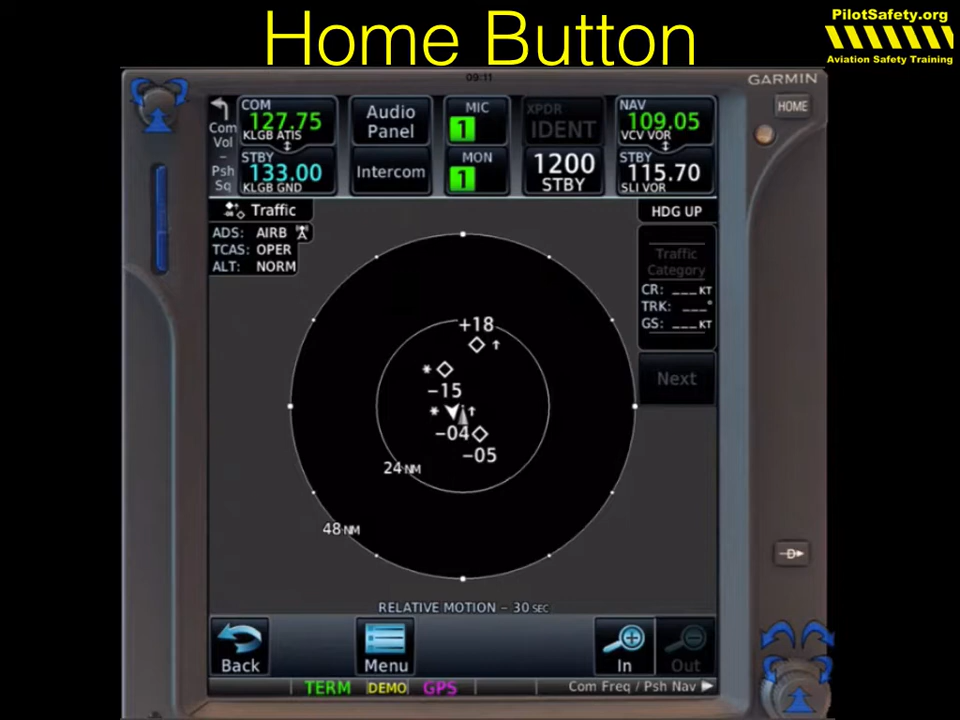 Home Button
PilotSafety.org
Aviation Safety Training
09:11
GARMIN
HOME
Com
Vol
–
Psh
Sq
COM
127.75
KLGB ATIS
STBY
133.00
KLGB GND
Audio
Panel
Intercom
MIC
1
MON
1
XPDR
IDENT
1200
STBY
NAV
109.05
VCV VOR
STBY
115.70
SLI VOR
Traffic
HDG UP
ADS: AIRB
TCAS: OPER
ALT: NORM
Traffic
Category
CR: ___KT
TRK: ___°
GS: ___KT
Next
+18
* 
-15
*
-04
-05
24NM
48NM
RELATIVE MOTION – 30 SEC
D
Back
Menu
In
Out
TERM DEMO GPS Com Freq / Psh Nav